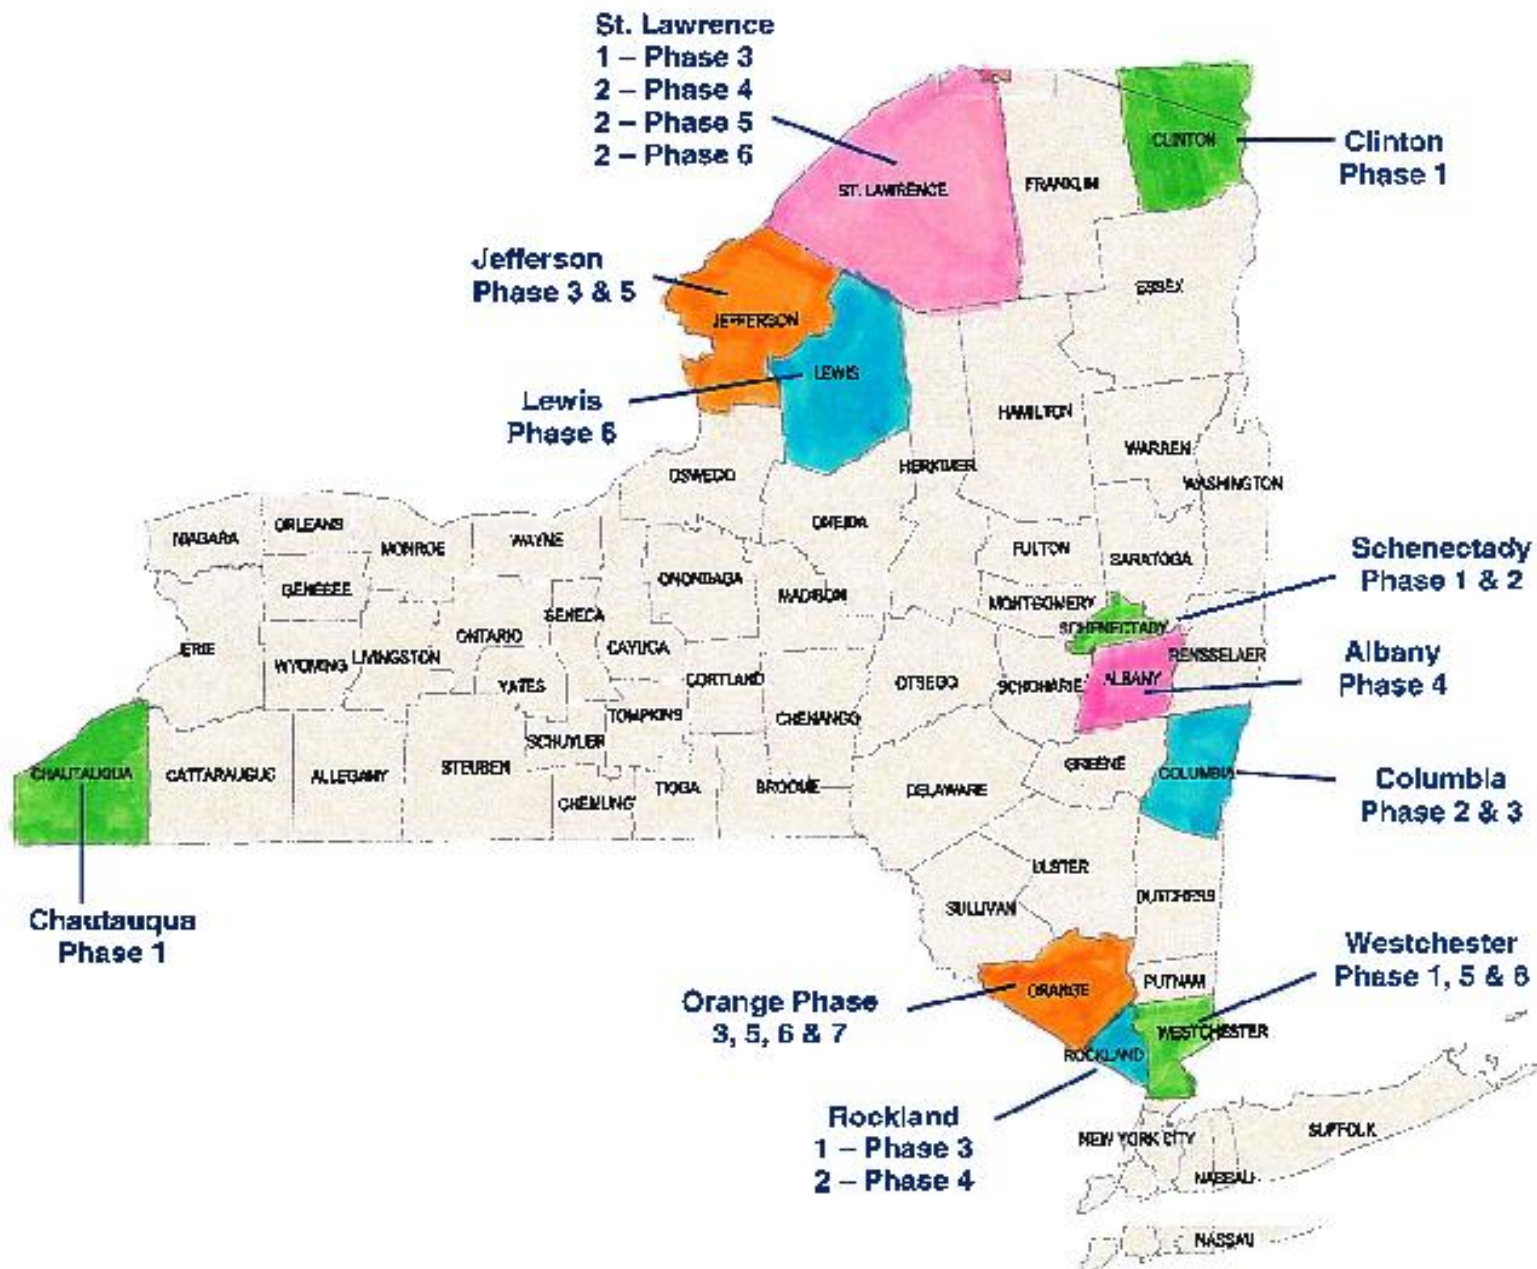 St. Lawrence
1 – Phase 3
2 – Phase 4
2 – Phase 5
2 – Phase 6
Clinton
Phase 1
CLINTON
ST. LAWRENCE
FRANKLIN
Jefferson
Phase 3 & 5
ESSEX
JEFFERSON
LEWIS
Lewis
Phase 6
HAMILTON
WARREN
HERKIMER
OSWEGO
WASHINGTON
ORLEANS
NIAGARA
MONROE
WAYNE
ONEIDA
FULTON
SARATOGA
Schenectady
Phase 1 & 2
GENESEE
ONONDAGA
MADISON
MONTGOMERY
SENECA
SCHENECTADY
ERIE
ONTARIO
CAYUGA
WYOMING
LIVINGSTON
RENSSELAER
Albany
Phase 4
YATES
CORTLAND
OTSEGO
SCHOHARIE
ALBANY
TOMPKINS
CHENANGO
SCHUYLER
CHAUTAUQUA
CATTARAUGUS
ALLEGANY
STEUBEN
GREENE
COLUMBIA
Columbia
Phase 2 & 3
CHEMUNG
TIOGA
BROOME
DELAWARE
ULSTER
DUTCHESS
SULLIVAN
Chautauqua
Phase 1
Westchester
Phase 1, 5 & 6
PUTNAM
ORANGE
Orange Phase
3, 5, 6 & 7
WESTCHESTER
ROCKLAND
Rockland
1 – Phase 3
2 – Phase 4
SUFFOLK
NEW YORK CITY
NASSAU
NASSAU